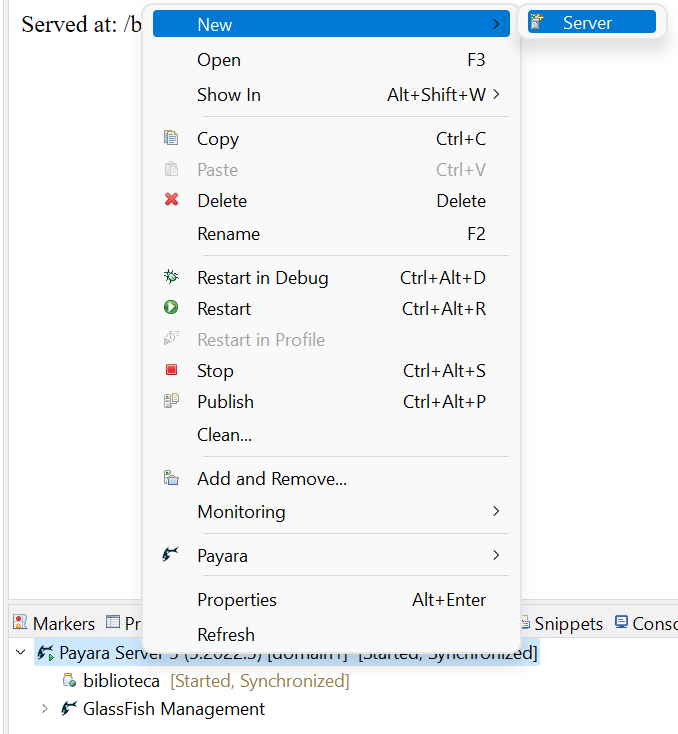 Served at: /b
New
Server
Open F3
Show In Alt+Shift+W
Copy Ctrl+C
Paste Ctrl+V
Delete Delete
Rename F2
Restart in Debug Ctrl+Alt+D
Restart Ctrl+Alt+R
Restart in Profile
Stop Ctrl+Alt+S
Publish Ctrl+Alt+P
Clean...
Add and Remove...
Monitoring
Payara
Properties Alt+Enter
Refresh
Markers Pr Snippets Conso
Payara Server 5 (5.2022.5) [domain1] [Started, Synchronized]
biblioteca [Started, Synchronized]
GlassFish Management